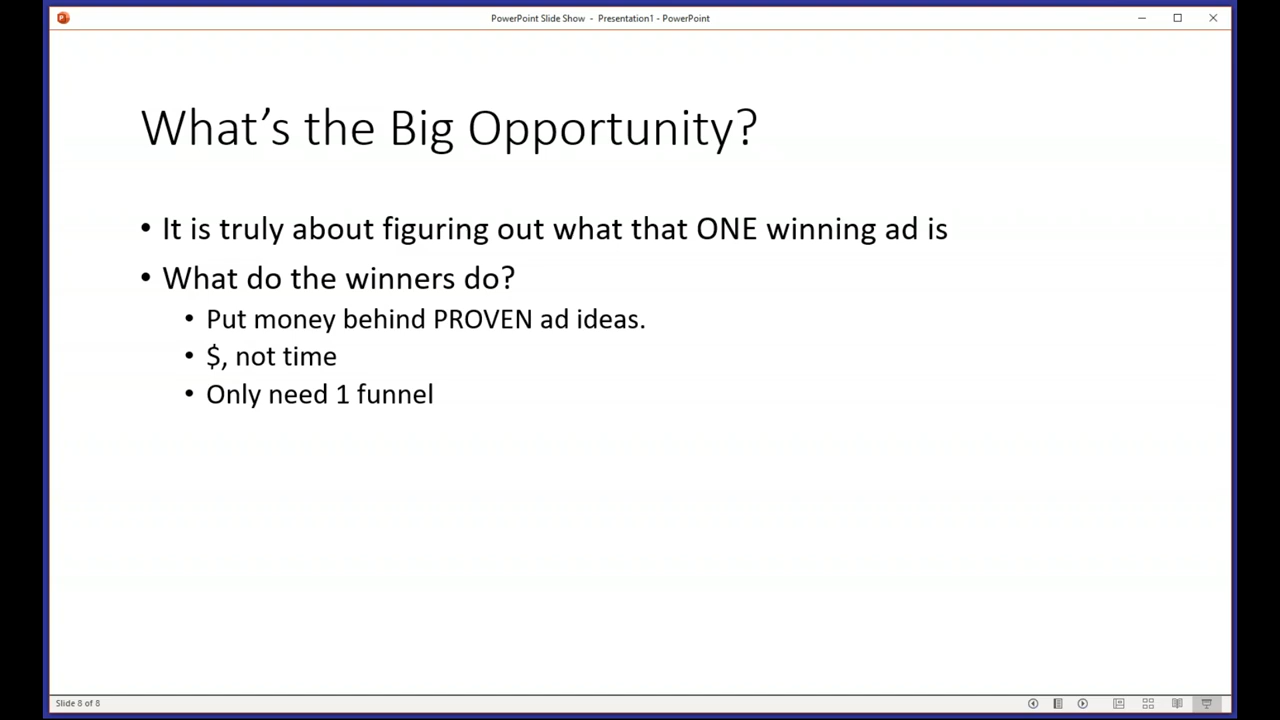 PowerPoint Slide Show - Presentation1 - PowerPoint
What's the Big Opportunity?
• It is truly about figuring out what that ONE winning ad is
• What do the winners do?
• Put money behind PROVEN ad ideas.
• $, not time
• Only need 1 funnel
Slide 8 of 8